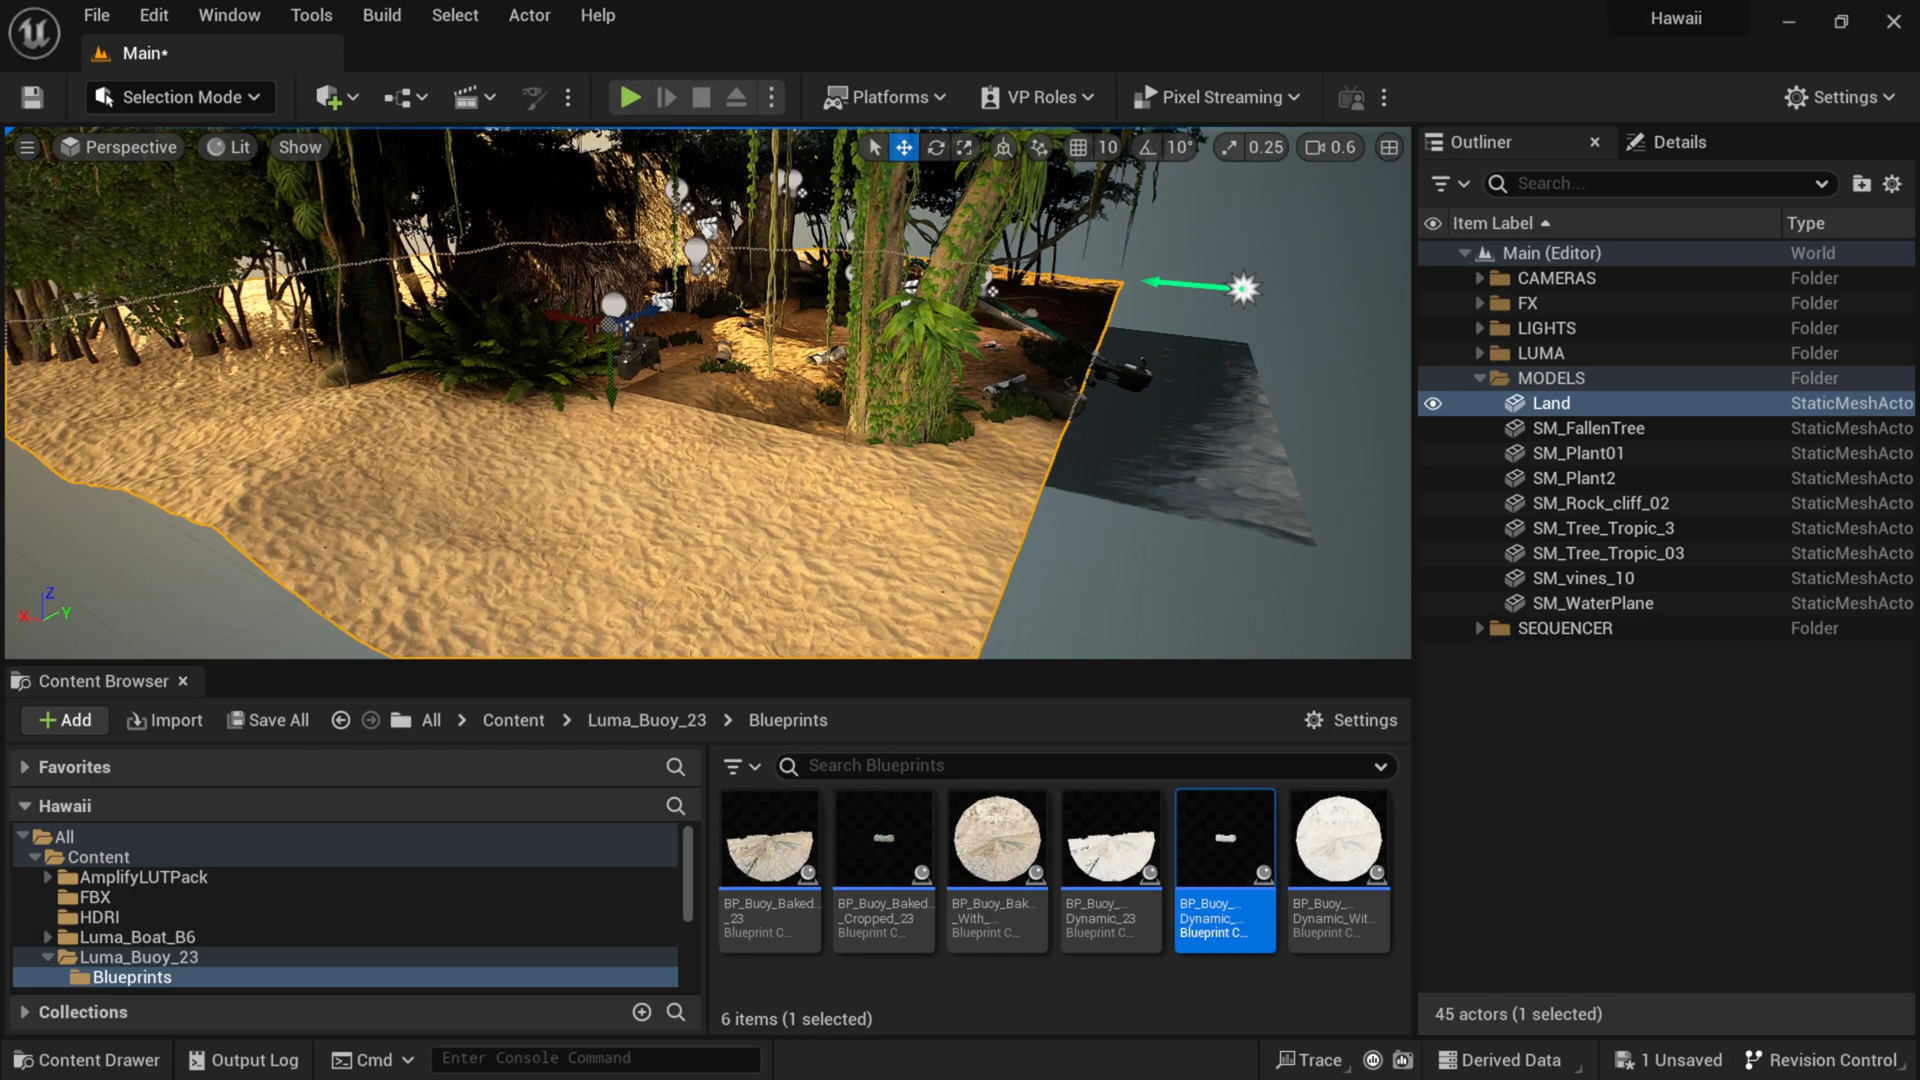 File Edit Window Tools Build Select Actor Help
Hawaii
Main•
Selection Mode
Platforms
VP Roles
Pixel Streaming
Settings
Perspective
Lit
Show
10
10°
0.25
0.6
Outliner
Details
Search...
Item Label
Type
Main (Editor) World
CAMERAS Folder
FX Folder
LIGHTS Folder
LUMA Folder
MODELS Folder
Land StaticMeshActo
SM_FallenTree StaticMeshActo
SM_Plant01 StaticMeshActo
SM_Plant2 StaticMeshActo
SM_Rock_cliff_02 StaticMeshActo
SM_Tree_Tropic_3 StaticMeshActo
SM_Tree_Tropic_03 StaticMeshActo
SM_vines_10 StaticMeshActo
SM_WaterPlane StaticMeshActo
SEQUENCER Folder
45 actors (1 selected)
Z
X
Y
Content Browser
Add
Import
Save All
All
Content
Luma_Buoy_23
Blueprints
Settings
Favorites
Hawaii
All
Content
AmplifyLUTPack
FBX
HDRI
Luma_Boat_B6
Luma_Buoy_23
Blueprints
Collections
Search Blueprints
BP_Buoy_Baked..
_23
Blueprint C...
BP_Buoy_Baked..
_Cropped_23
Blueprint C...
BP_Buoy_Bak...
_With_...
Blueprint C...
BP_Buoy_...
Dynamic_23
Blueprint C...
BP_Buoy_...
Dynamic_...
Blueprint C...
BP_Buoy_...
Dynamic_Wit...
Blueprint C...
6 items (1 selected)
Content Drawer
Output Log
Cmd
Enter Console Command
Trace
Derived Data
1 Unsaved
Revision Control